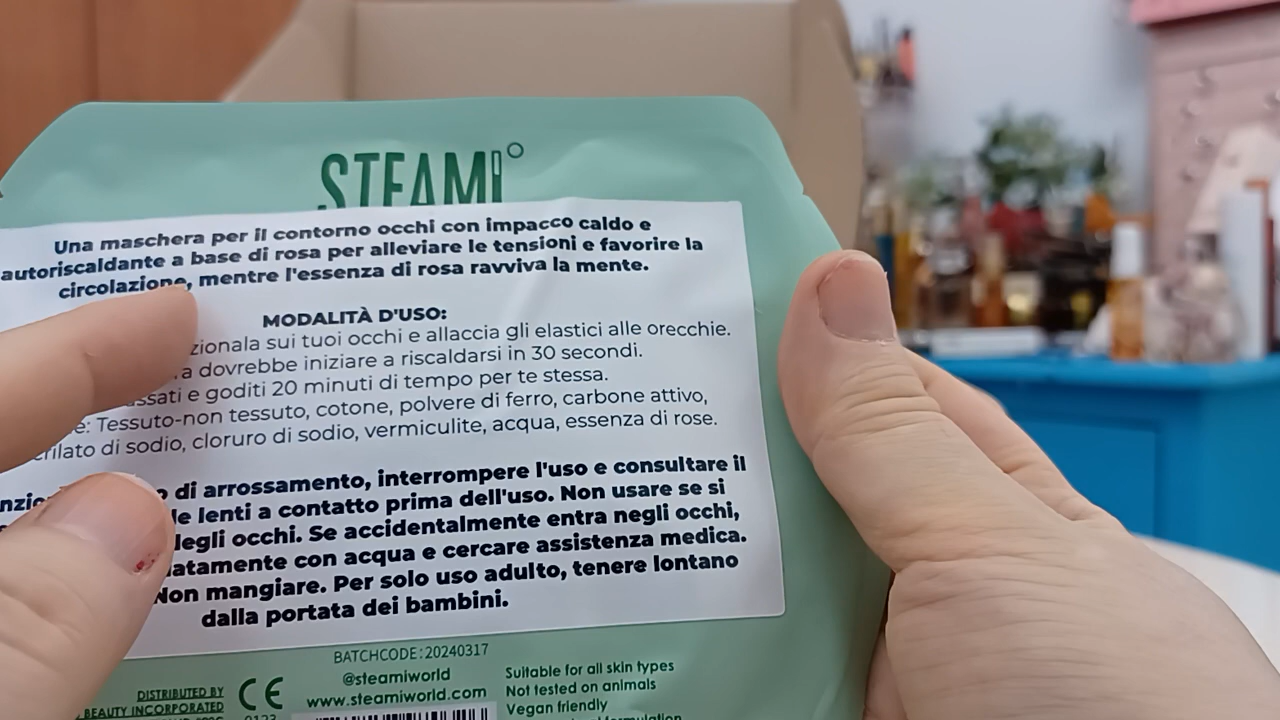 STEAMI°
Una maschera per il contorno occhi con impacco caldo e
autoriscaldante a base di rosa per alleviare le tensioni e favorire la
circolazione, mentre l'essenza di rosa ravviva la mente.
MODALITÀ D'USO:
sui tuoi occhi e allaccia gli elastici alle orecchie.
dovrebbe iniziare a riscaldarsi in 30 secondi.
e goditi 20 minuti di tempo per te stessa.
Tessuto-non tessuto, cotone, polvere di ferro, carbone attivo,
di sodio, cloruro di sodio, vermiculite, acqua, essenza di rose.
di arrossamento, interrompere l'uso e consultare il
le lenti a contatto prima dell'uso. Non usare se si
occhi. Se accidentalmente entra negli occhi,
con acqua e cercare assistenza medica.
Non mangiare. Per solo uso adulto, tenere lontano
dalla portata dei bambini.
BATCHCODE:20240317
@steamiworld
www.steamiworld.com
DISTRIBUTED BY
BEAUTY INCORPORATED
CE
0123
Suitable for all skin types
Not tested on animals
Vegan friendly
formulation